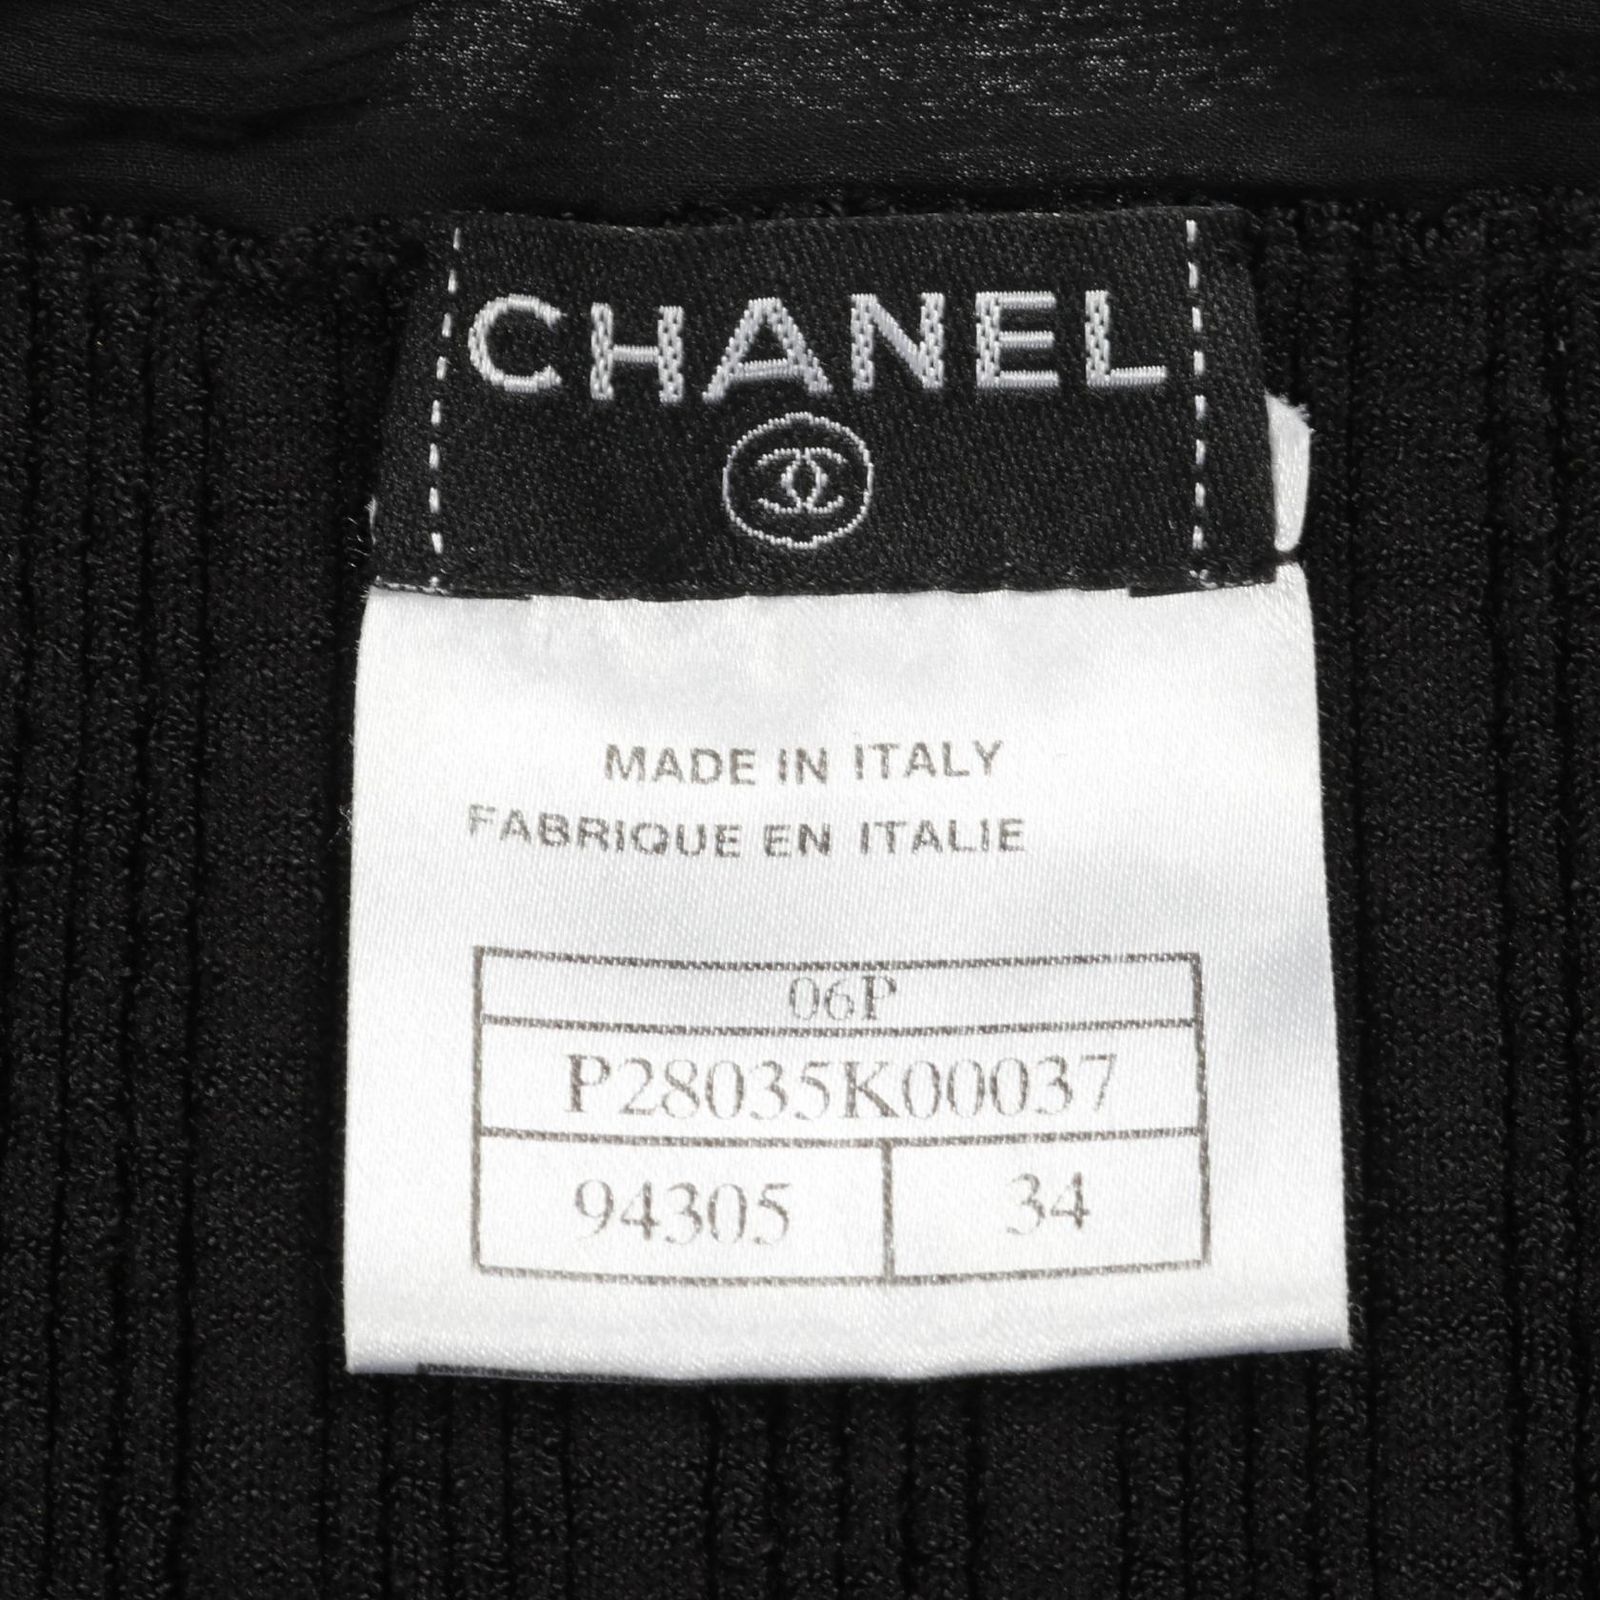 CHANEL
MADE IN ITALY
FABRIQUE EN ITALIE
06P
P28035K00037
94305 34